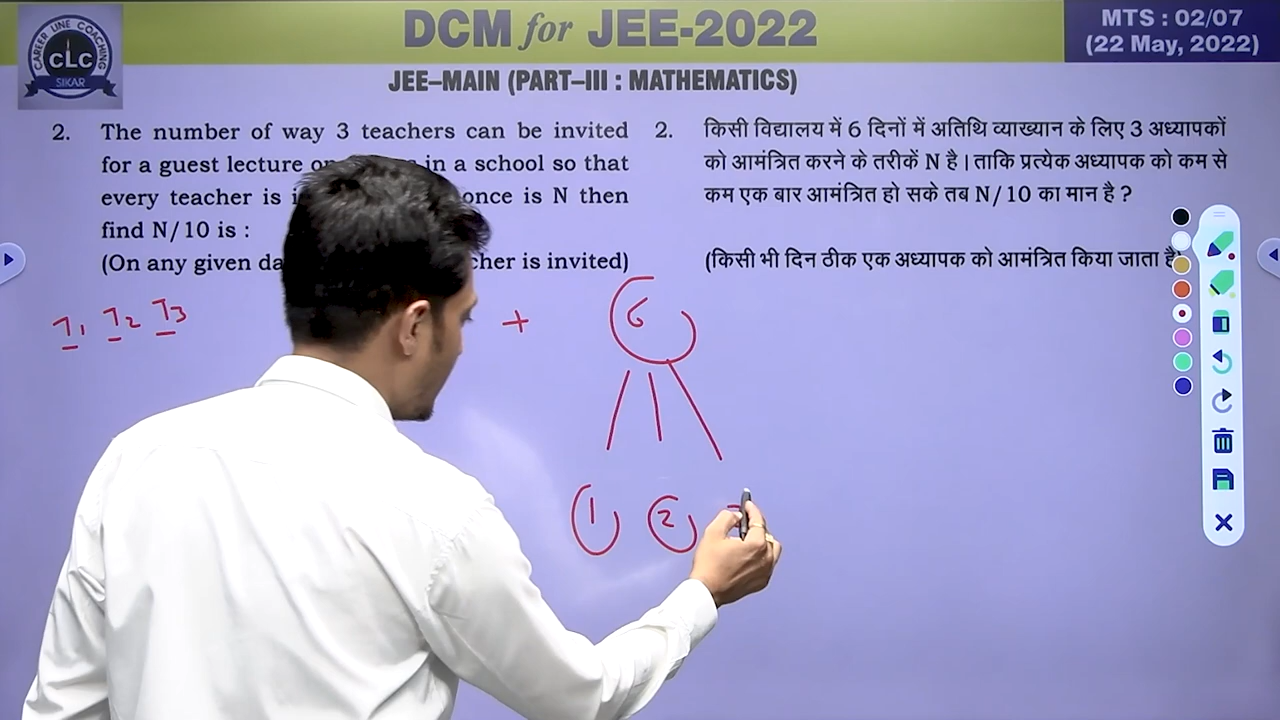 CAREER LINE COACHING
CLC
SIKAR
DCM for JEE-2022
MTS : 02/07
(22 May, 2022)
JEE–MAIN (PART–III : MATHEMATICS)
2. The number of way 3 teachers can be invited
for a guest lecture in a school so that
every teacher is once is N then
find N/10 is :
(On any given is invited)
2. किसी विद्यालय में 6 दिनों में अतिथि व्याख्यान के लिए 3 अध्यापकों
को आमंत्रित करने के तरीकें N है। ताकि प्रत्येक अध्यापक को कम से
कम एक बार आमंत्रित हो सके तब N/10 का मान है ?
(किसी भी दिन ठीक एक अध्यापक को आमंत्रित किया जाता है)
T1 T2 T3
+ 6
1 2